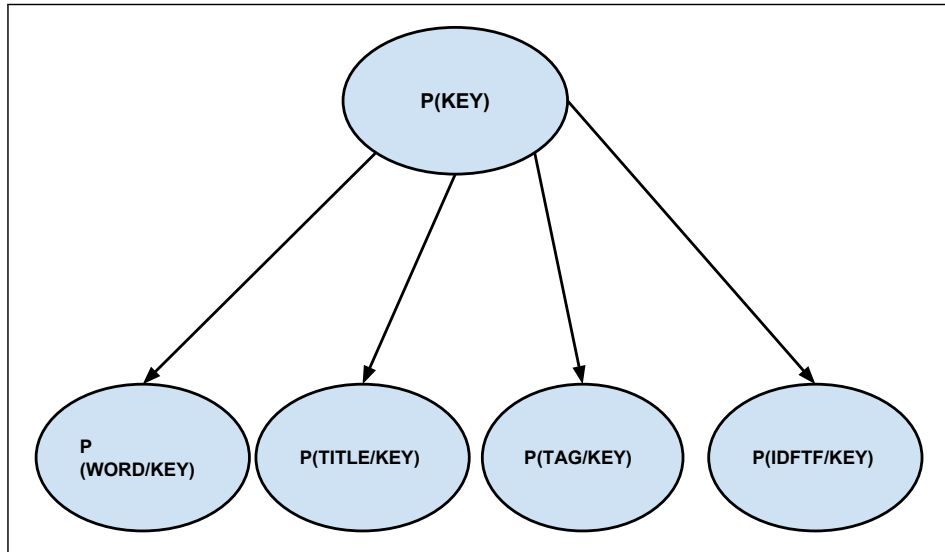 P(KEY)
P
(WORD/KEY)
P(TITLE/KEY)
P(TAG/KEY)
P(IDFTF/KEY)